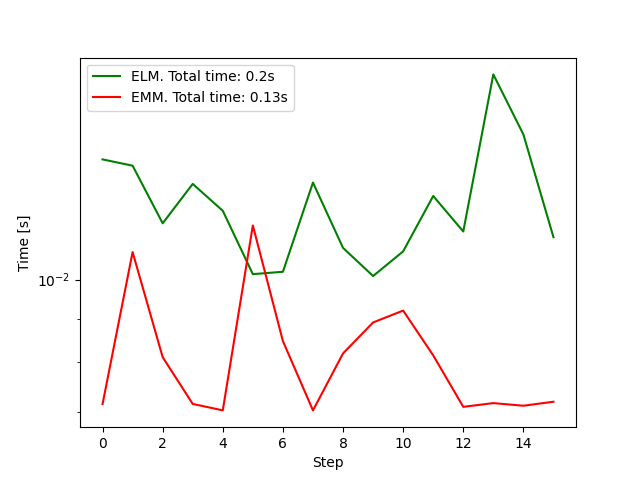 ELM. Total time: 0.2s
EMM. Total time: 0.13s
Time [s]
10⁻²
0 2 4 6 8 10 12 14
Step